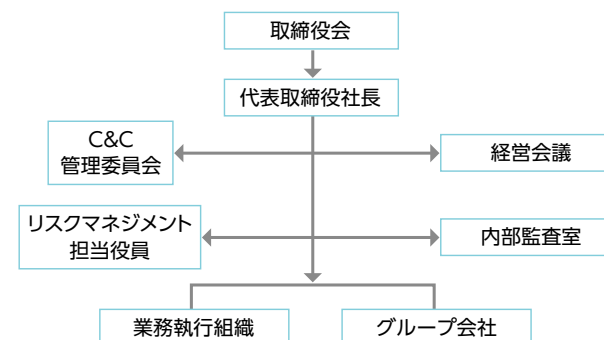 取締役会
代表取締役社長
C&C
管理委員会
経営会議
リスクマネジメント
担当役員
内部監査室
業務執行組織
グループ会社